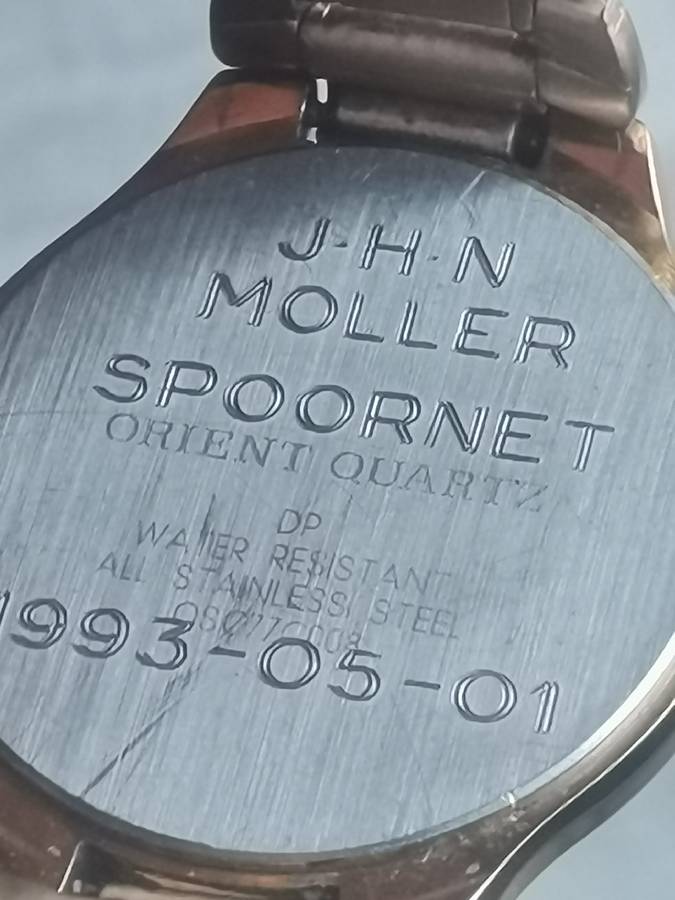 J·H·N
MOLLER
SPOORNET
ORIENT QUARTZ
DP
WATER RESISTANT
ALL STAINLESS STEEL
1993-05-01